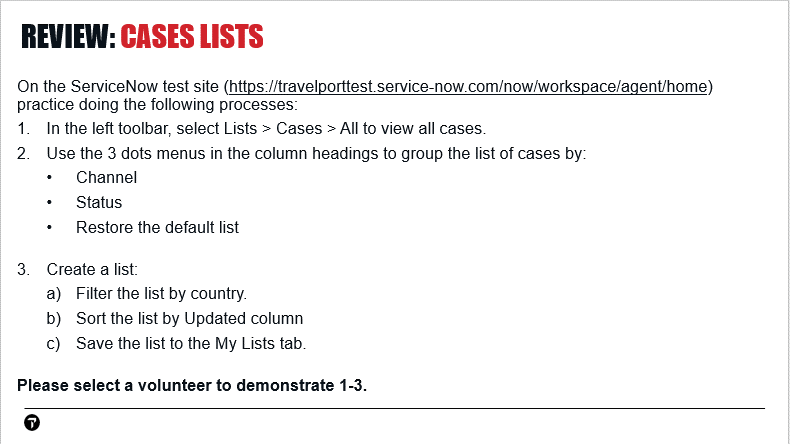 REVIEW: CASES LISTS
On the ServiceNow test site (https://travelporttest.service-now.com/now/workspace/agent/home)
practice doing the following processes:
1. In the left toolbar, select Lists > Cases > All to view all cases.
2. Use the 3 dots menus in the column headings to group the list of cases by:
• Channel
• Status
• Restore the default list
3. Create a list:
a) Filter the list by country.
b) Sort the list by Updated column
c) Save the list to the My Lists tab.
Please select a volunteer to demonstrate 1-3.